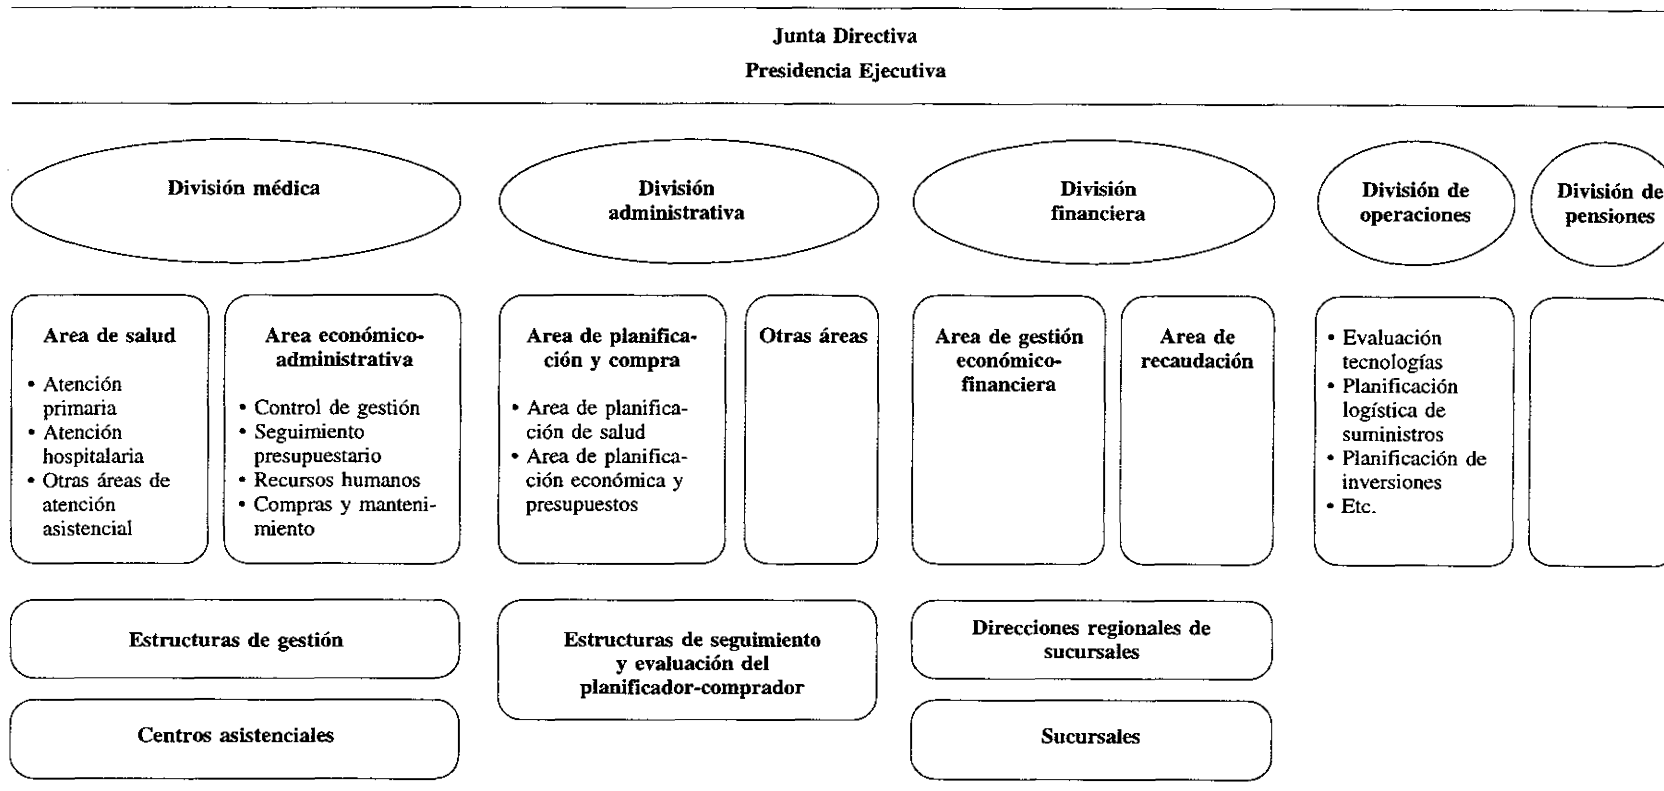 Junta Directiva
Presidencia Ejecutiva
División médica
División
administrativa
División
financiera
División de
operaciones
División de
pensiones
Area de salud
• Atención
primaria
• Atención
hospitalaria
• Otras áreas de
atención
asistencial
Area económico-
administrativa
• Control de gestión
• Seguimiento
presupuestario
• Recursos humanos
• Compras y manteni-
miento
Area de planifica-
ción y compra
• Area de planifica-
ción de salud
• Area de planifica-
ción económica y
presupuestos
Otras áreas
Area de gestión
económico-
financiera
Area de
recaudación
• Evaluación
tecnologías
• Planificación
logística de
suministros
• Planificación de
inversiones
• Etc.
Estructuras de gestión
Centros asistenciales
Estructuras de seguimiento
y evaluación del
planificador-comprador
Direcciones regionales de
sucursales
Sucursales